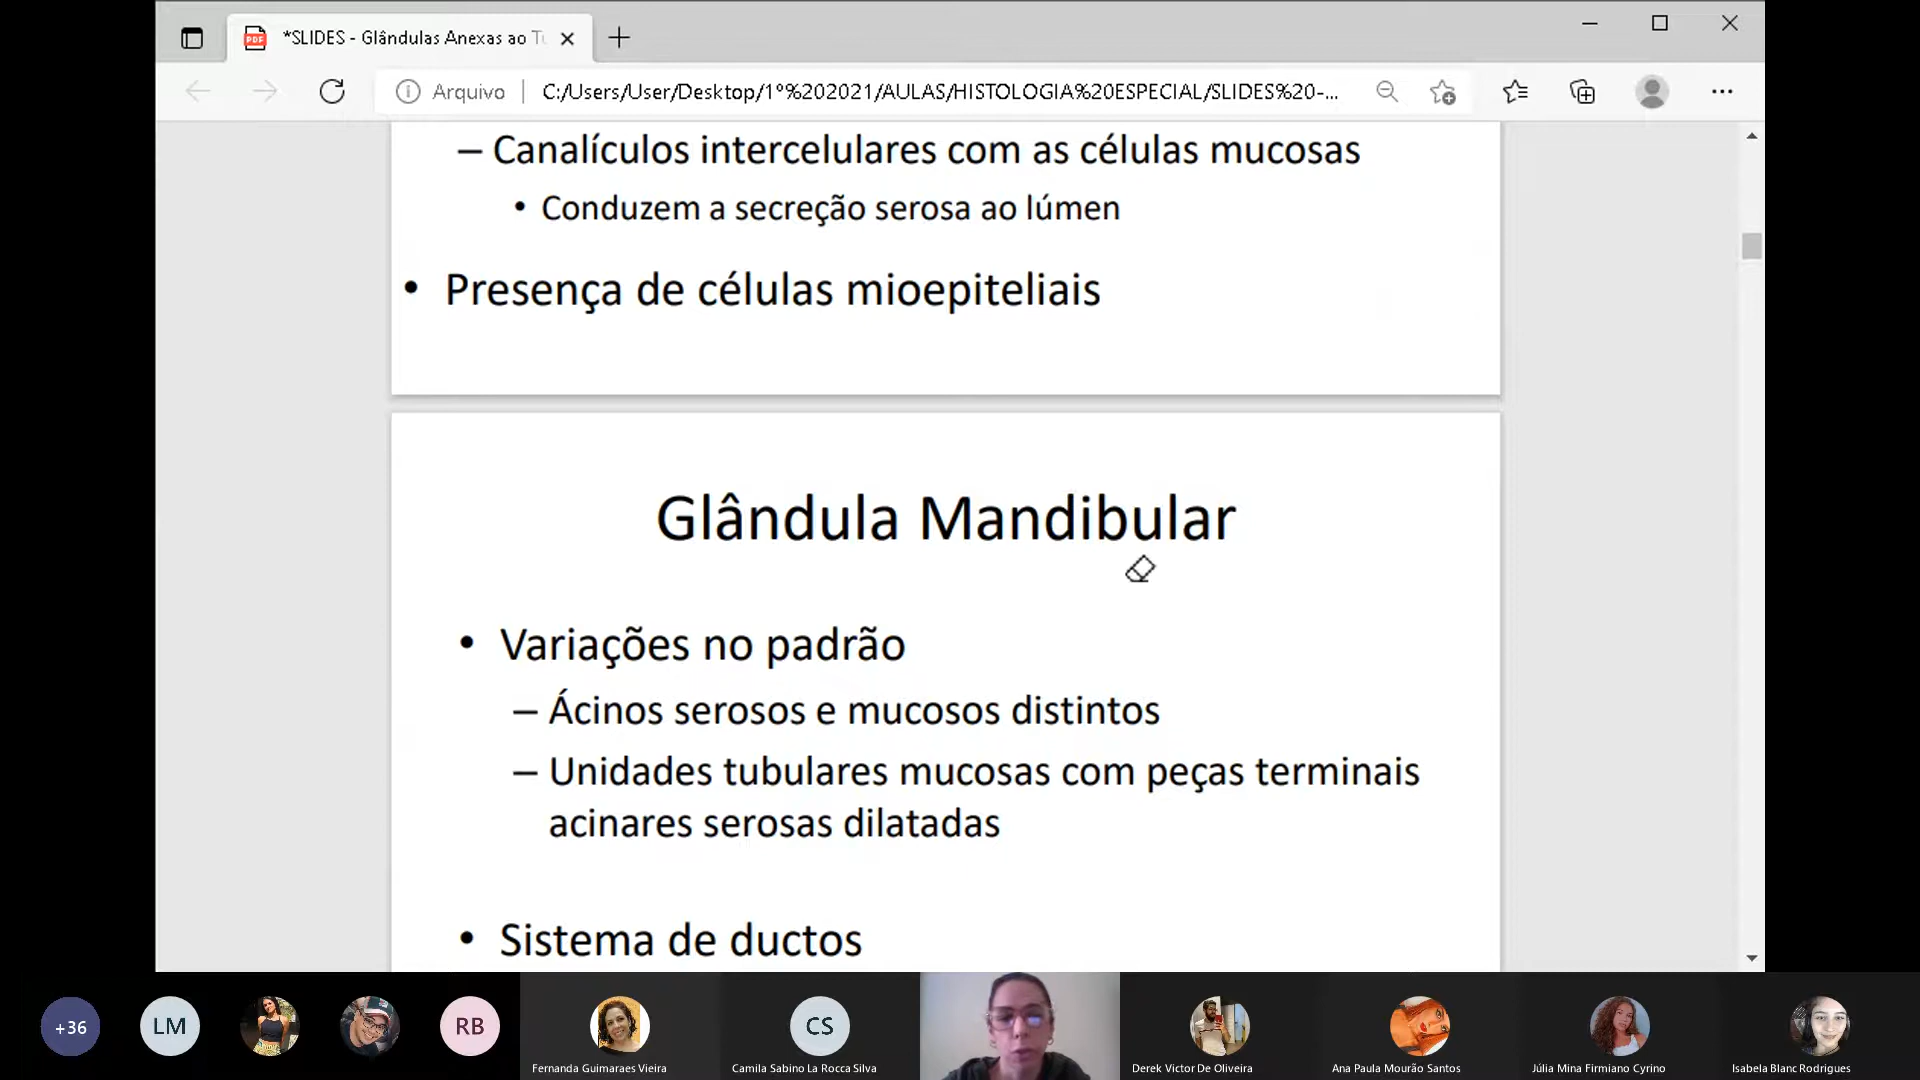 *SLIDES - Glândulas Anexas ao Tu
Arquivo
C:/Users/User/Desktop/1º%202021/AULAS/HISTOLOGIA%20ESPECIAL/SLIDES%20-...
– Canalículos intercelulares com as células mucosas
• Conduzem a secreção serosa ao lúmen
• Presença de células mioepiteliais
Glândula Mandibular
• Variações no padrão
– Ácinos serosos e mucosos distintos
– Unidades tubulares mucosas com peças terminais
acinares serosas dilatadas
• Sistema de ductos
+36
LM
RB
CS
Fernanda Guimaraes Vieira
Camila Sabino La Rocca Silva
Derek Victor De Oliveira
Ana Paula Mourão Santos
Júlia Mina Firmiano Cyrino
Isabela Blanc Rodrigues